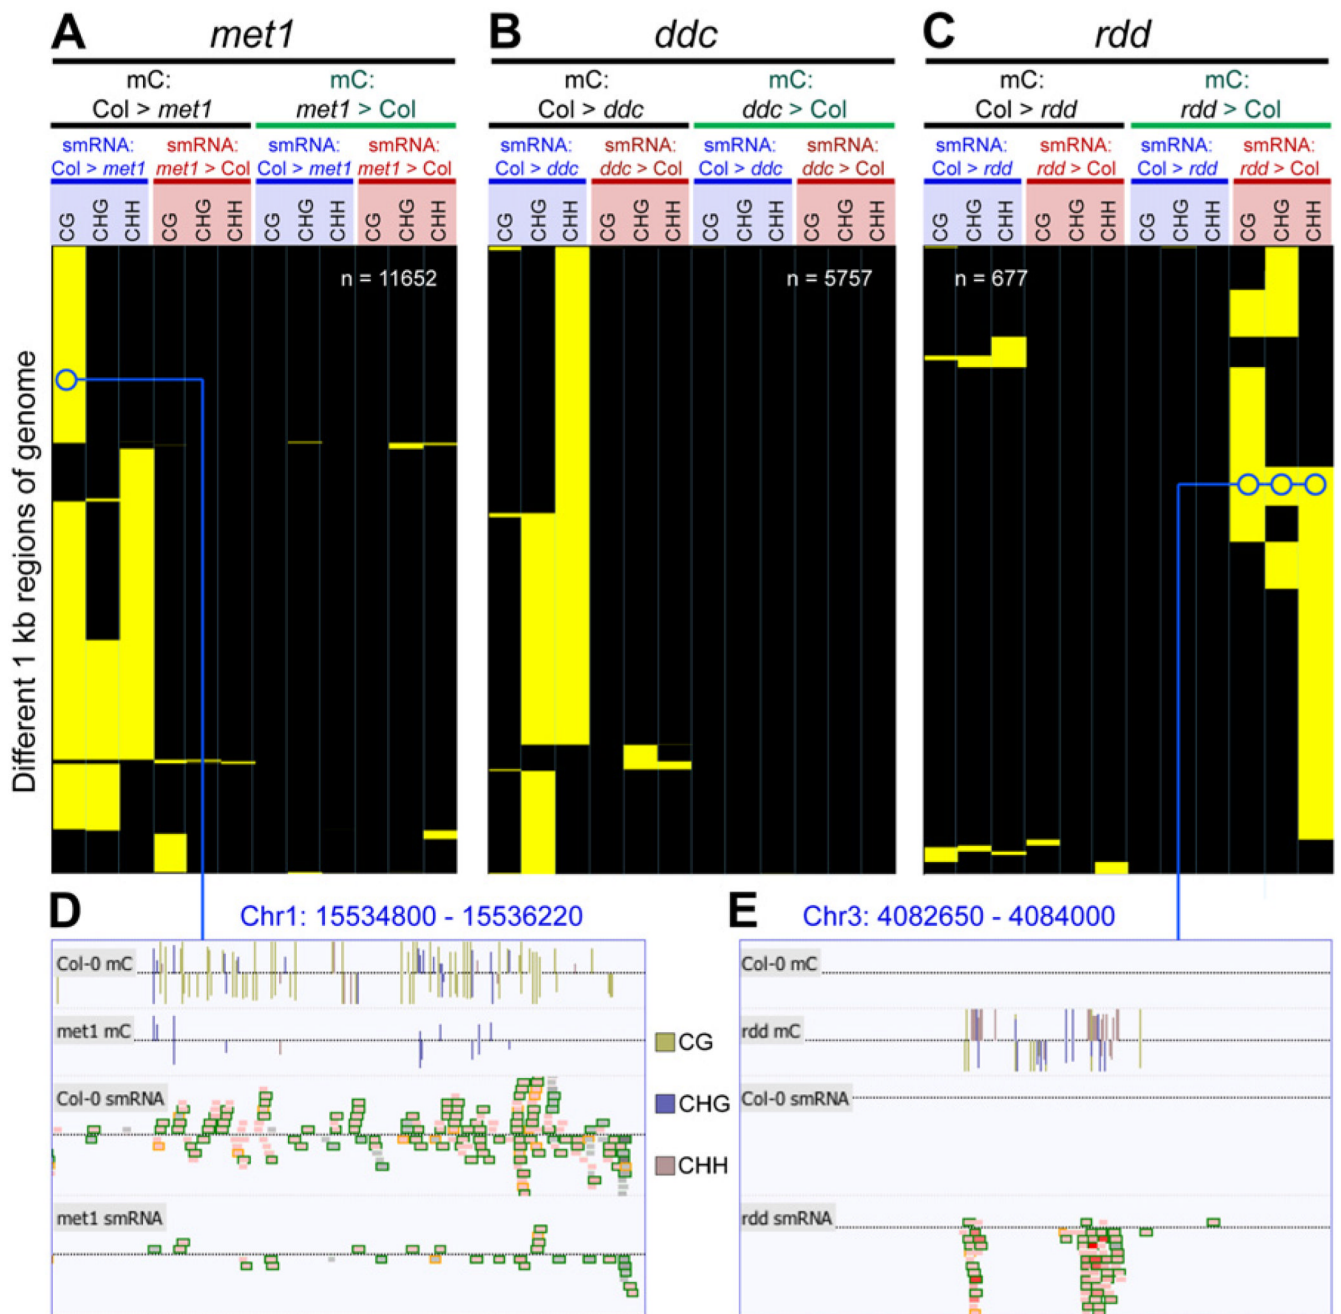 A met1
mC: Col > met1
mC: met1 > Col
smRNA: Col > met1
smRNA: met1 > Col
smRNA: Col > met1
smRNA: met1 > Col
CG CHG CHH CG CHG CHH CG CHG CHH CG CHG CHH
n = 11652
B ddc
mC: Col > ddc
mC: ddc > Col
smRNA: Col > ddc
smRNA: ddc > Col
smRNA: Col > ddc
smRNA: ddc > Col
CG CHG CHH CG CHG CHH CG CHG CHH CG CHG CHH
n = 5757
C rdd
mC: Col > rdd
mC: rdd > Col
smRNA: Col > rdd
smRNA: rdd > Col
smRNA: Col > rdd
smRNA: rdd > Col
CG CHG CHH CG CHG CHH CG CHG CHH CG CHG CHH
n = 677
Different 1 kb regions of genome
D Chr1: 15534800 - 15536220
Col-0 mC
met1 mC
Col-0 smRNA
met1 smRNA
CG
CHG
CHH
E Chr3: 4082650 - 4084000
Col-0 mC
rdd mC
Col-0 smRNA
rdd smRNA